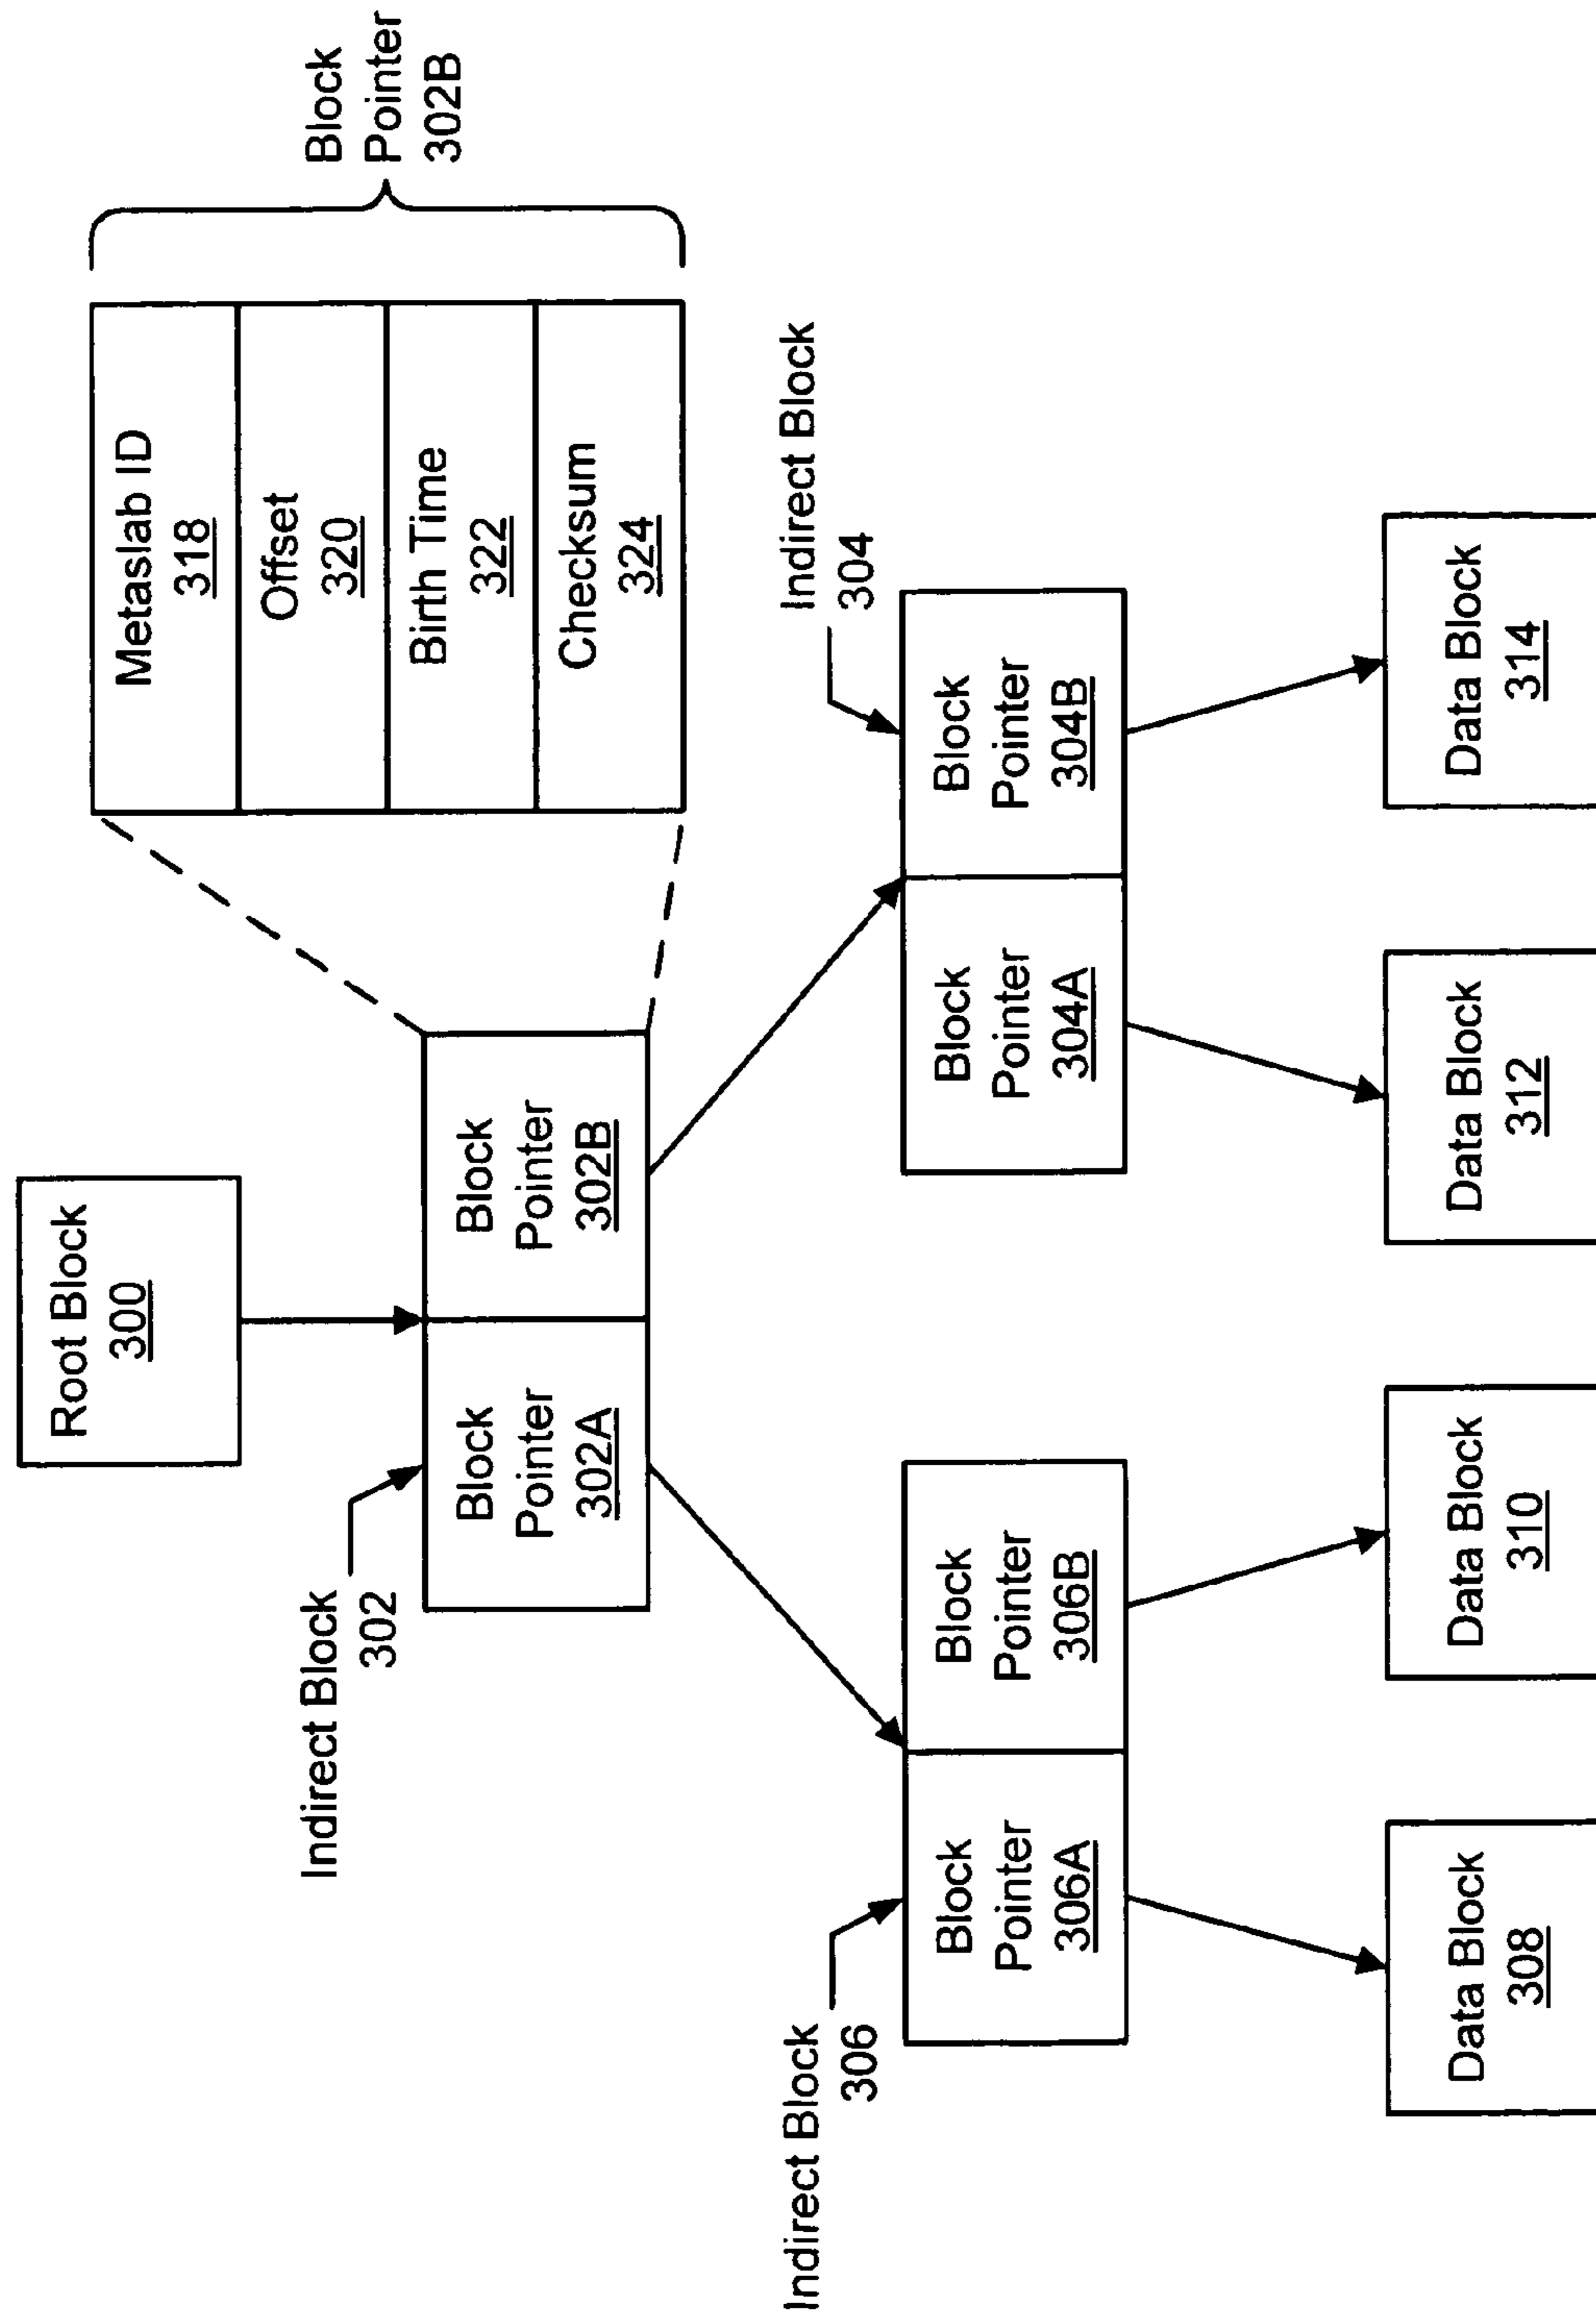 Root Block
300
Indirect Block
302
Block
Pointer
302A
Block
Pointer
302B
Metaslab ID
318
Offset
320
Birth Time
322
Checksum
324
Block
Pointer
302B
Indirect Block
306
Block
Pointer
306A
Block
Pointer
306B
Indirect Block
304
Block
Pointer
304A
Block
Pointer
304B
Data Block
308
Data Block
310
Data Block
312
Data Block
314